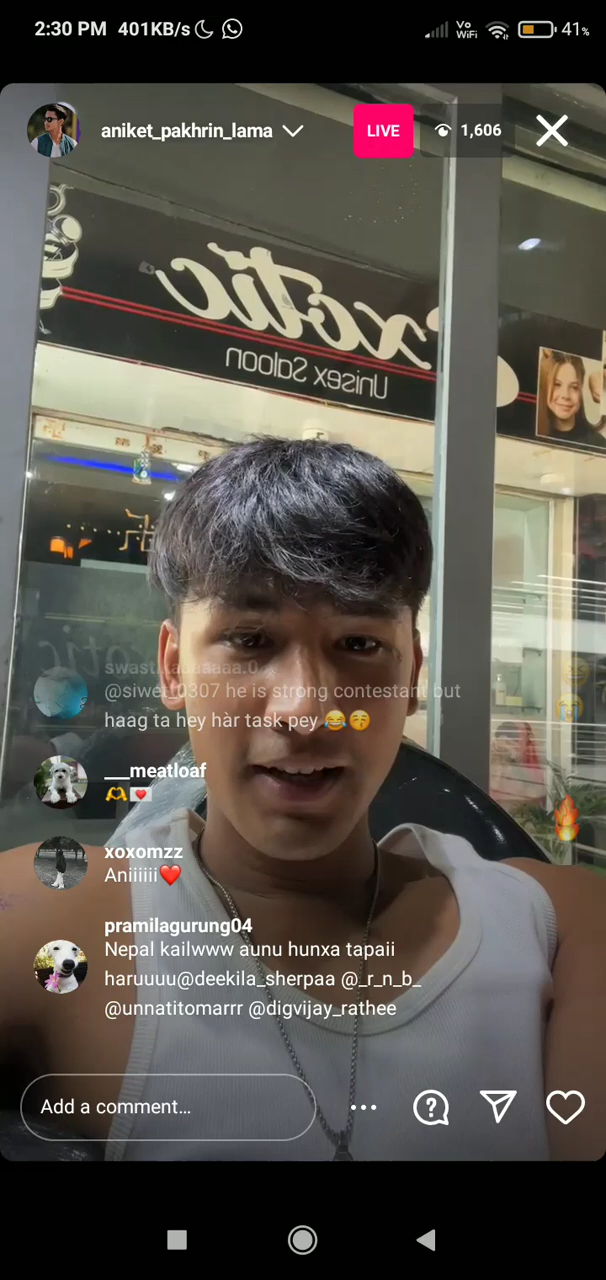 2:30 PM 401KB/s
Vo
WiFi
41%
aniket_pakhrin_lama
LIVE
1,606
Exotic
Unisex Saloon
@siwet_0307 he is strong contestant but
haag ta hey hàr task pey 😂😚
___meatloaf
🫶💌
xoxomzz
Aniiiiii❤️
pramilagurung04
Nepal kailwww aunu hunxa tapaii
haruuuu@deekila_sherpaa @_r_n_b_
@unnatitomarrr @digvijay_rathee
Add a comment…